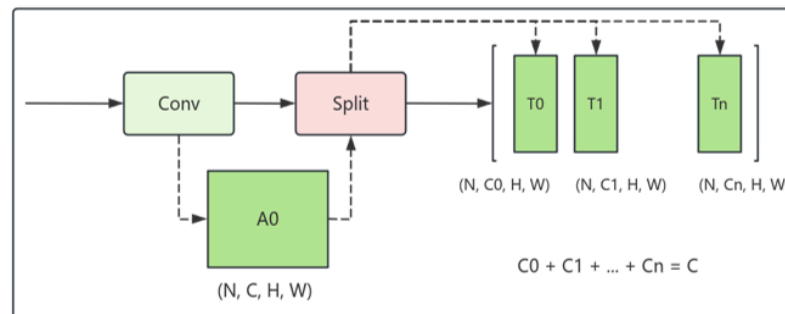 Conv
Split
T0
T1
Tn
(N, C0, H, W)
(N, C1, H, W)
(N, Cn, H, W
A0
C0 + C1 + ... + Cn = C
(N, C, H, W)